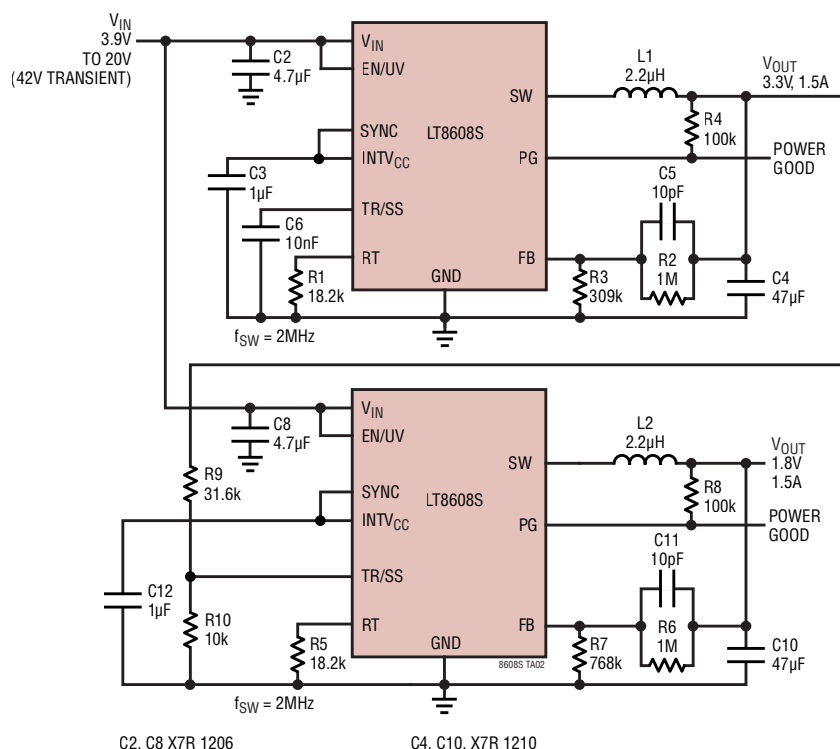 VIN
3.9V
TO 20V
(42V TRANSIENT)
C2
4.7µF
VIN
EN/UV
SYNC
INTVCC
TR/SS
RT
LT8608S
GND
SW
PG
FB
C3
1µF
C6
10nF
R1
18.2k
fSW = 2MHz
L1
2.2µH
R4
100k
VOUT
3.3V, 1.5A
POWER
GOOD
C5
10pF
R2
1M
R3
309k
C4
47µF
C8
4.7µF
VIN
EN/UV
SYNC
INTVCC
TR/SS
RT
LT8608S
GND
SW
PG
FB
R9
31.6k
C12
1µF
R10
10k
R5
18.2k
fSW = 2MHz
L2
2.2µH
R8
100k
VOUT
1.8V
1.5A
POWER
GOOD
C11
10pF
R6
1M
R7
768k
C10
47µF
8608S TA02
C2, C8 X7R 1206
C4, C10, X7R 1210